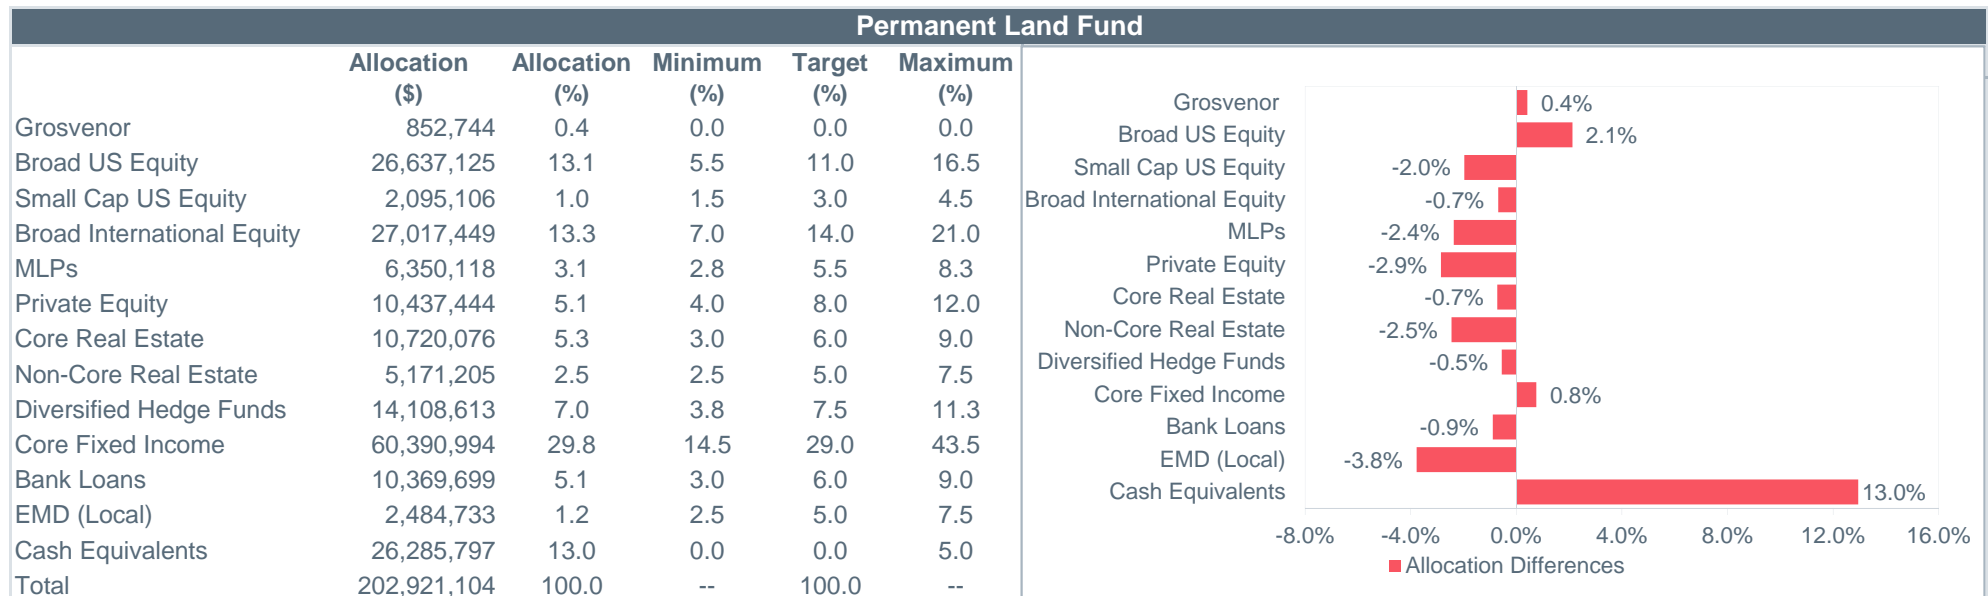 Permanent Land Fund
Allocation Allocation Minimum Target Maximum
($) (%) (%) (%) (%)
Grosvenor 852,744 0.4 0.0 0.0 0.0
Broad US Equity 26,637,125 13.1 5.5 11.0 16.5
Small Cap US Equity 2,095,106 1.0 1.5 3.0 4.5
Broad International Equity 27,017,449 13.3 7.0 14.0 21.0
MLPs 6,350,118 3.1 2.8 5.5 8.3
Private Equity 10,437,444 5.1 4.0 8.0 12.0
Core Real Estate 10,720,076 5.3 3.0 6.0 9.0
Non-Core Real Estate 5,171,205 2.5 2.5 5.0 7.5
Diversified Hedge Funds 14,108,613 7.0 3.8 7.5 11.3
Core Fixed Income 60,390,994 29.8 14.5 29.0 43.5
Bank Loans 10,369,699 5.1 3.0 6.0 9.0
EMD (Local) 2,484,733 1.2 2.5 5.0 7.5
Cash Equivalents 26,285,797 13.0 0.0 0.0 5.0
Total 202,921,104 100.0 -- 100.0 --
Grosvenor 0.4%
Broad US Equity 2.1%
Small Cap US Equity -2.0%
Broad International Equity -0.7%
MLPs -2.4%
Private Equity -2.9%
Core Real Estate -0.7%
Non-Core Real Estate -2.5%
Diversified Hedge Funds -0.5%
Core Fixed Income 0.8%
Bank Loans -0.9%
EMD (Local) -3.8%
Cash Equivalents 13.0%
-8.0% -4.0% 0.0% 4.0% 8.0% 12.0% 16.0%
Allocation Differences